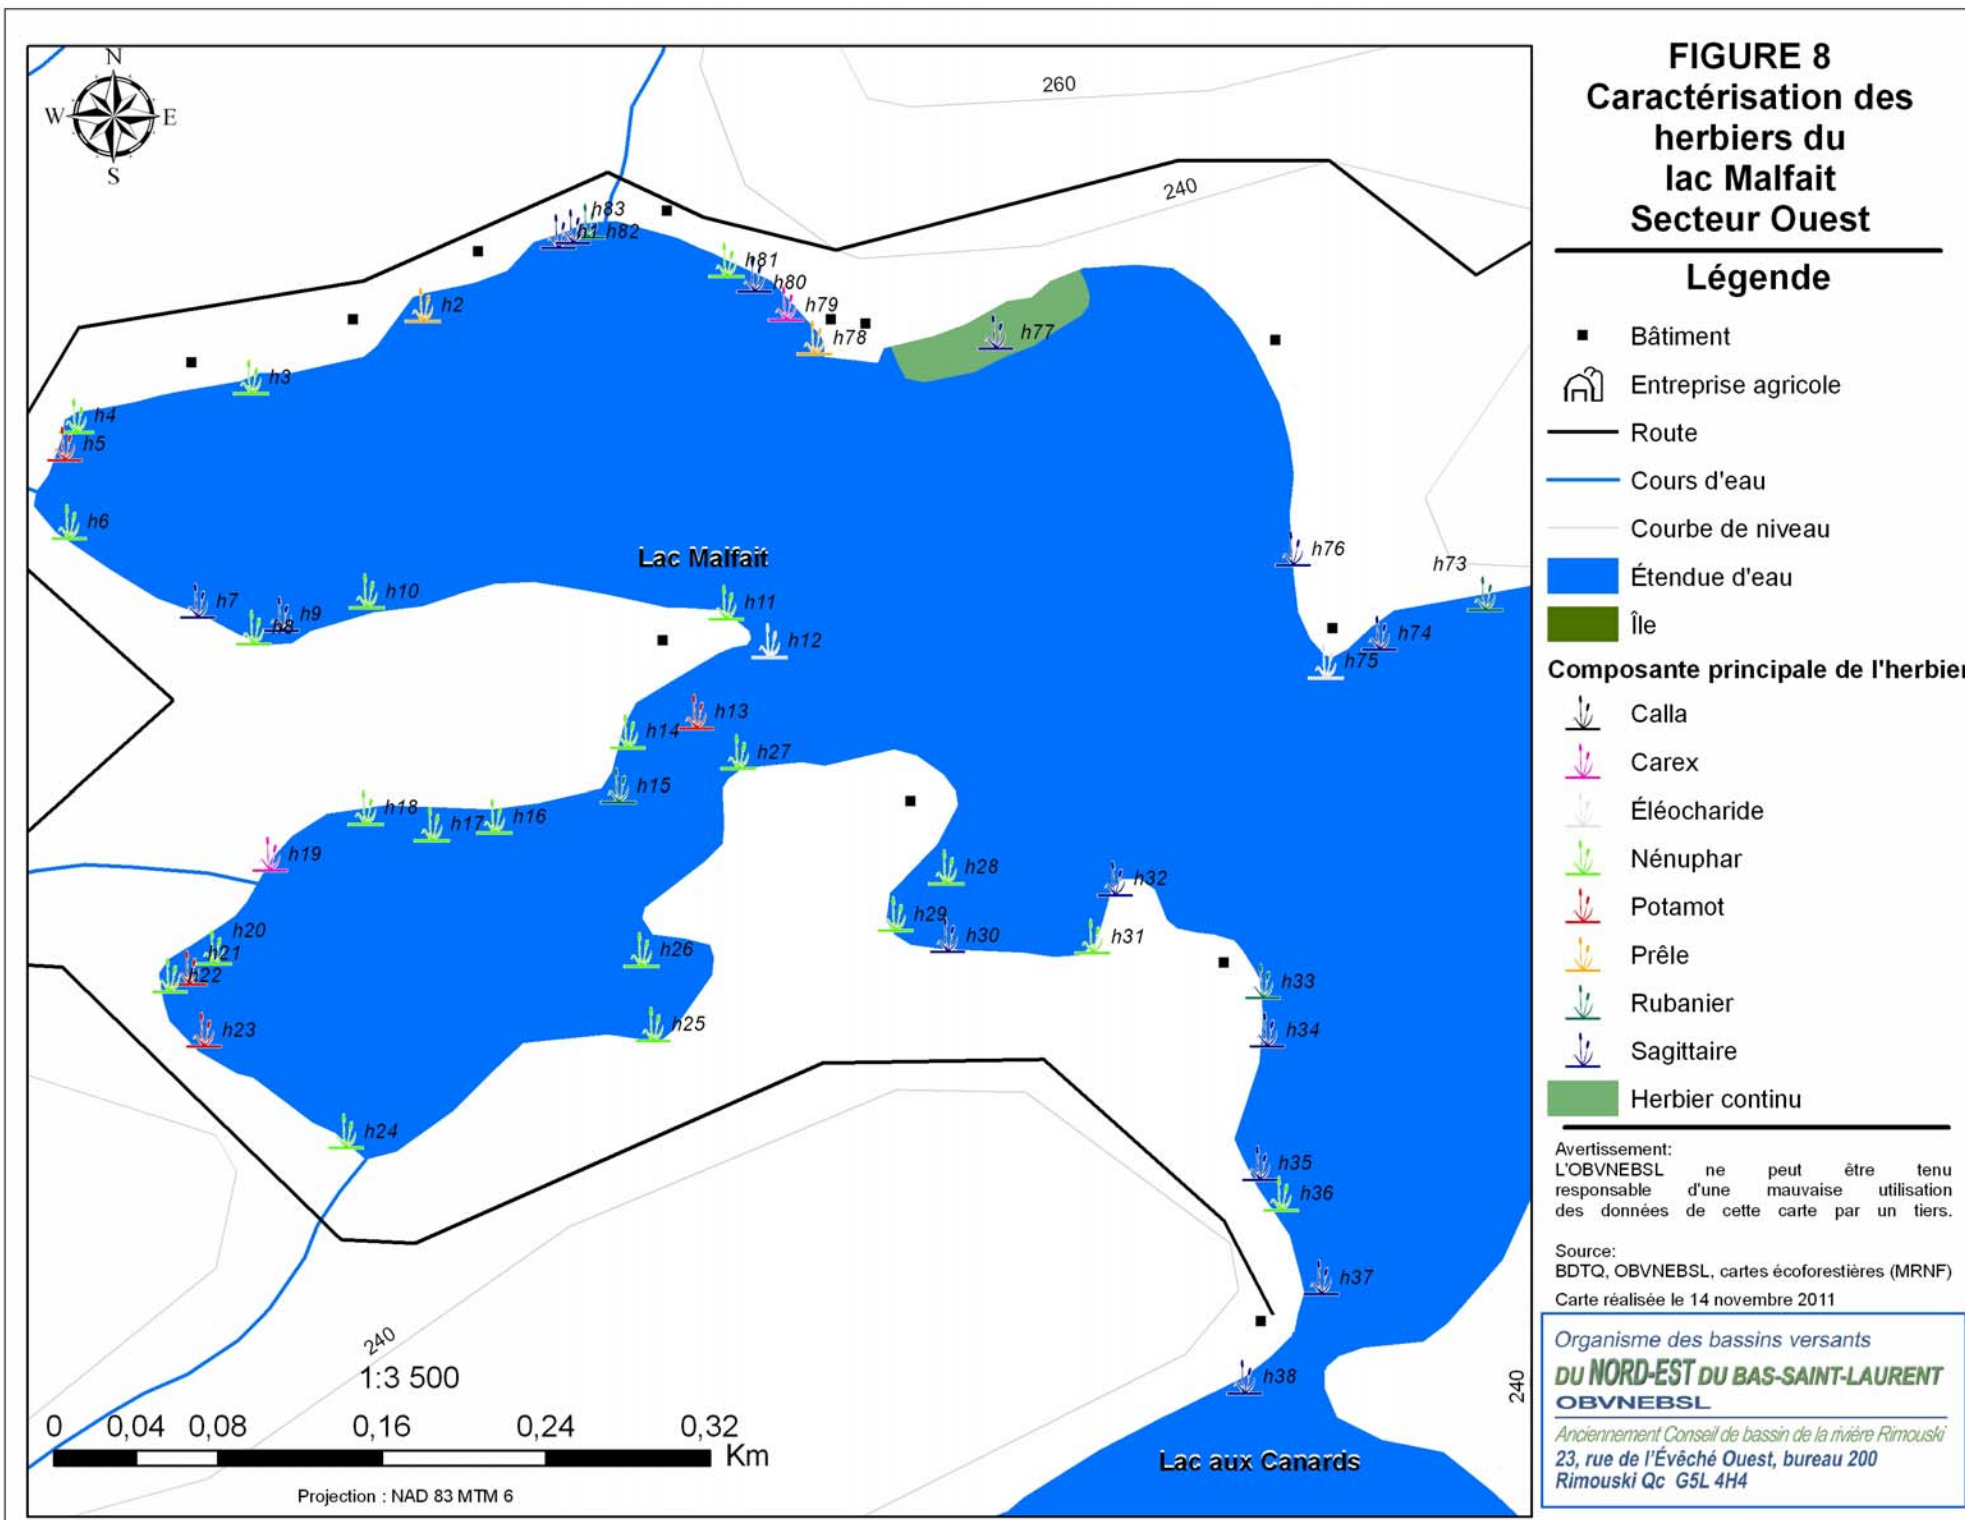 FIGURE 8
Caractérisation des
herbiers du
lac Malfait
Secteur Ouest
Légende
Bâtiment
Entreprise agricole
Route
Cours d'eau
Courbe de niveau
Étendue d'eau
Île
Composante principale de l'herbier
Calla
Carex
Éléocharide
Nénuphar
Potamot
Prêle
Rubanier
Sagittaire
Herbier continu
Avertissement:
L'OBVNEBSL ne peut être tenu
responsable d'une mauvaise utilisation
des données de cette carte par un tiers.
Source:
BDTQ, OBVNEBSL, cartes écoforestières (MRNF)
Carte réalisée le 14 novembre 2011
Organisme des bassins versants
DU NORD-EST DU BAS-SAINT-LAURENT
OBVNEBSL
Anciennement Conseil de bassin de la rivière Rimouski
23, rue de l'Évêché Ouest, bureau 200
Rimouski Qc G5L 4H4
N
W E
S
260
240
h83
h1 h82
h81
h80
h2
h79
h78
h77
h3
h4
h5
h6
h76
h73
Lac Malfait
h7
h8
h9
h10
h11
h12
h74
h75
h13
h14
h27
h15
h18
h17
h16
h19
h28
h32
h29
h30
h31
h20
h21
h22
h26
h33
h23
h25
h34
h24
h35
h36
h37
h38
240
240
1:3 500
0 0,04 0,08 0,16 0,24 0,32
Km
Projection : NAD 83 MTM 6
Lac aux Canards